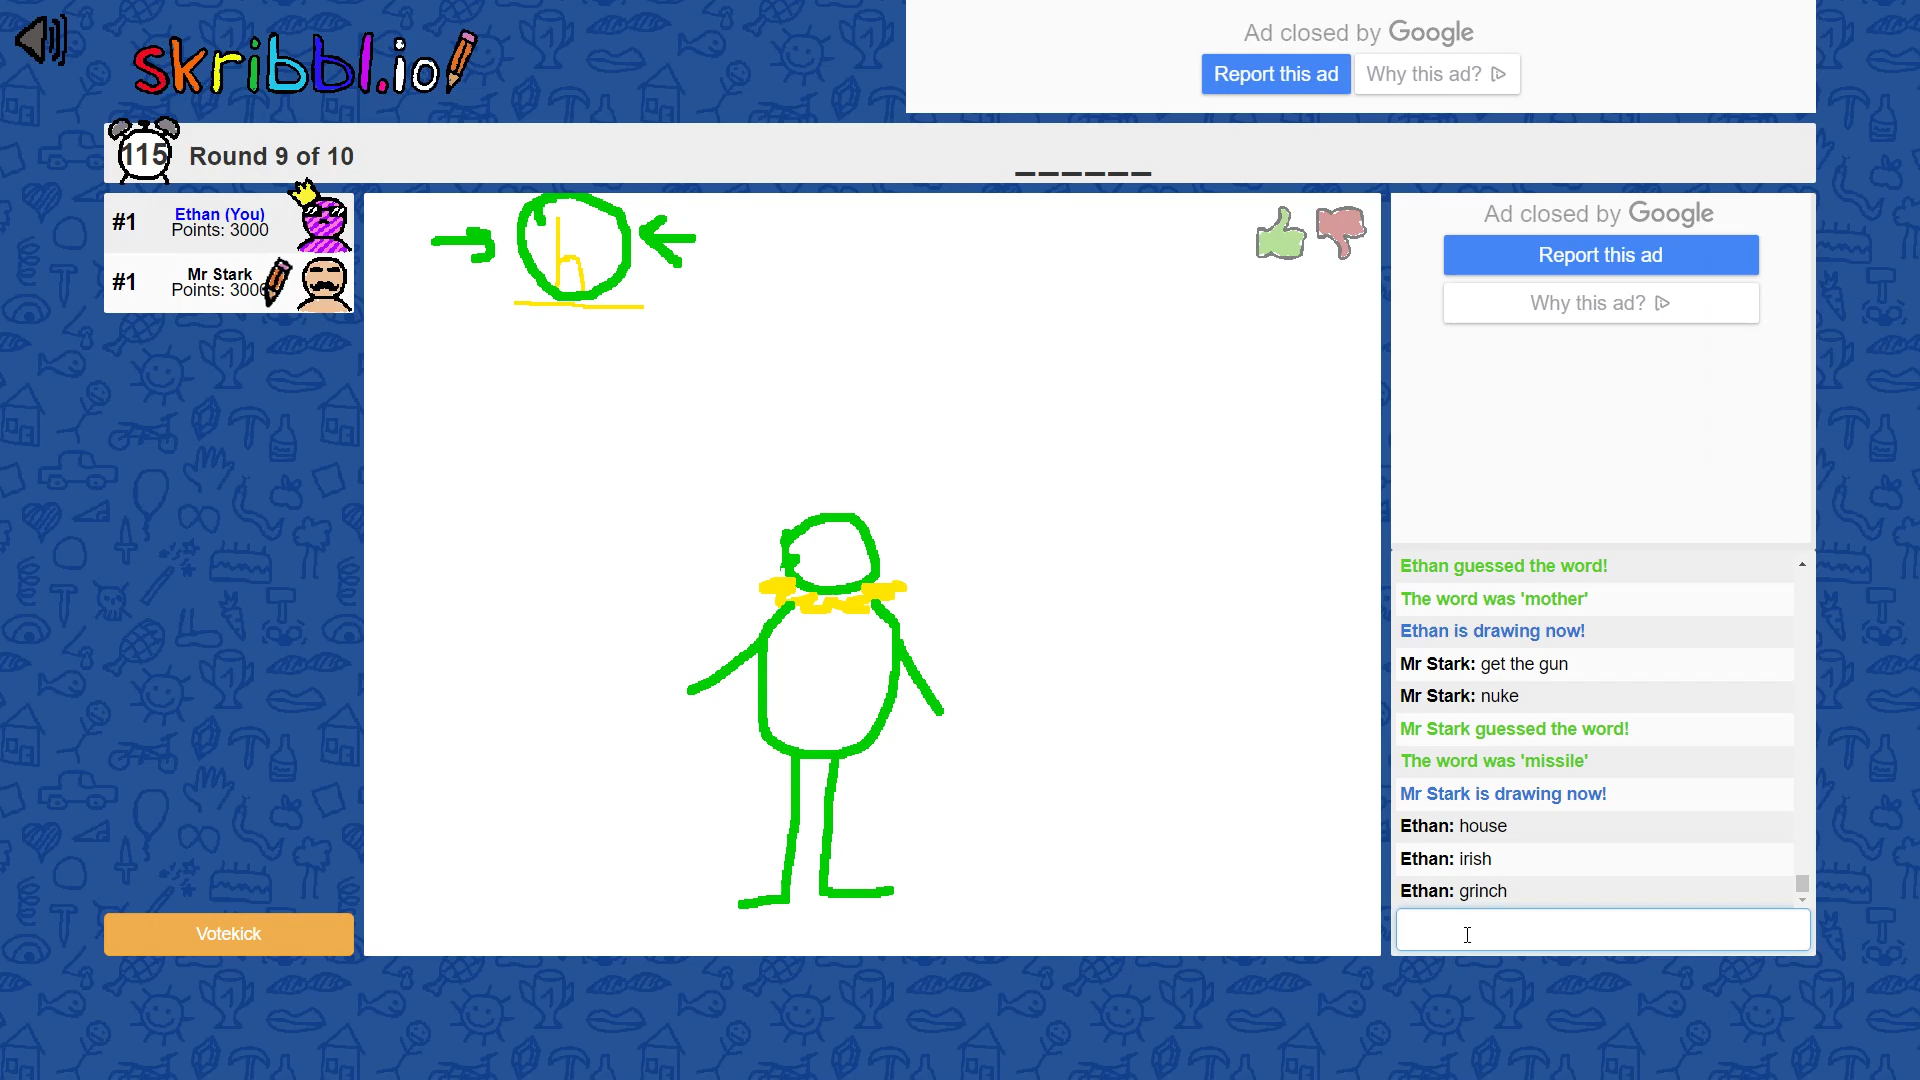 skribbl.io
Ad closed by Google
Report this ad
Why this ad?
115
Round 9 of 10
______
#1
Ethan (You)
Points: 3000
#1
Mr Stark
Points: 3000
h
Ad closed by Google
Report this ad
Why this ad?
Ethan guessed the word!
The word was 'mother'
Ethan is drawing now!
Mr Stark: get the gun
Mr Stark: nuke
Mr Stark guessed the word!
The word was 'missile'
Mr Stark is drawing now!
Ethan: house
Ethan: irish
Ethan: grinch
Votekick